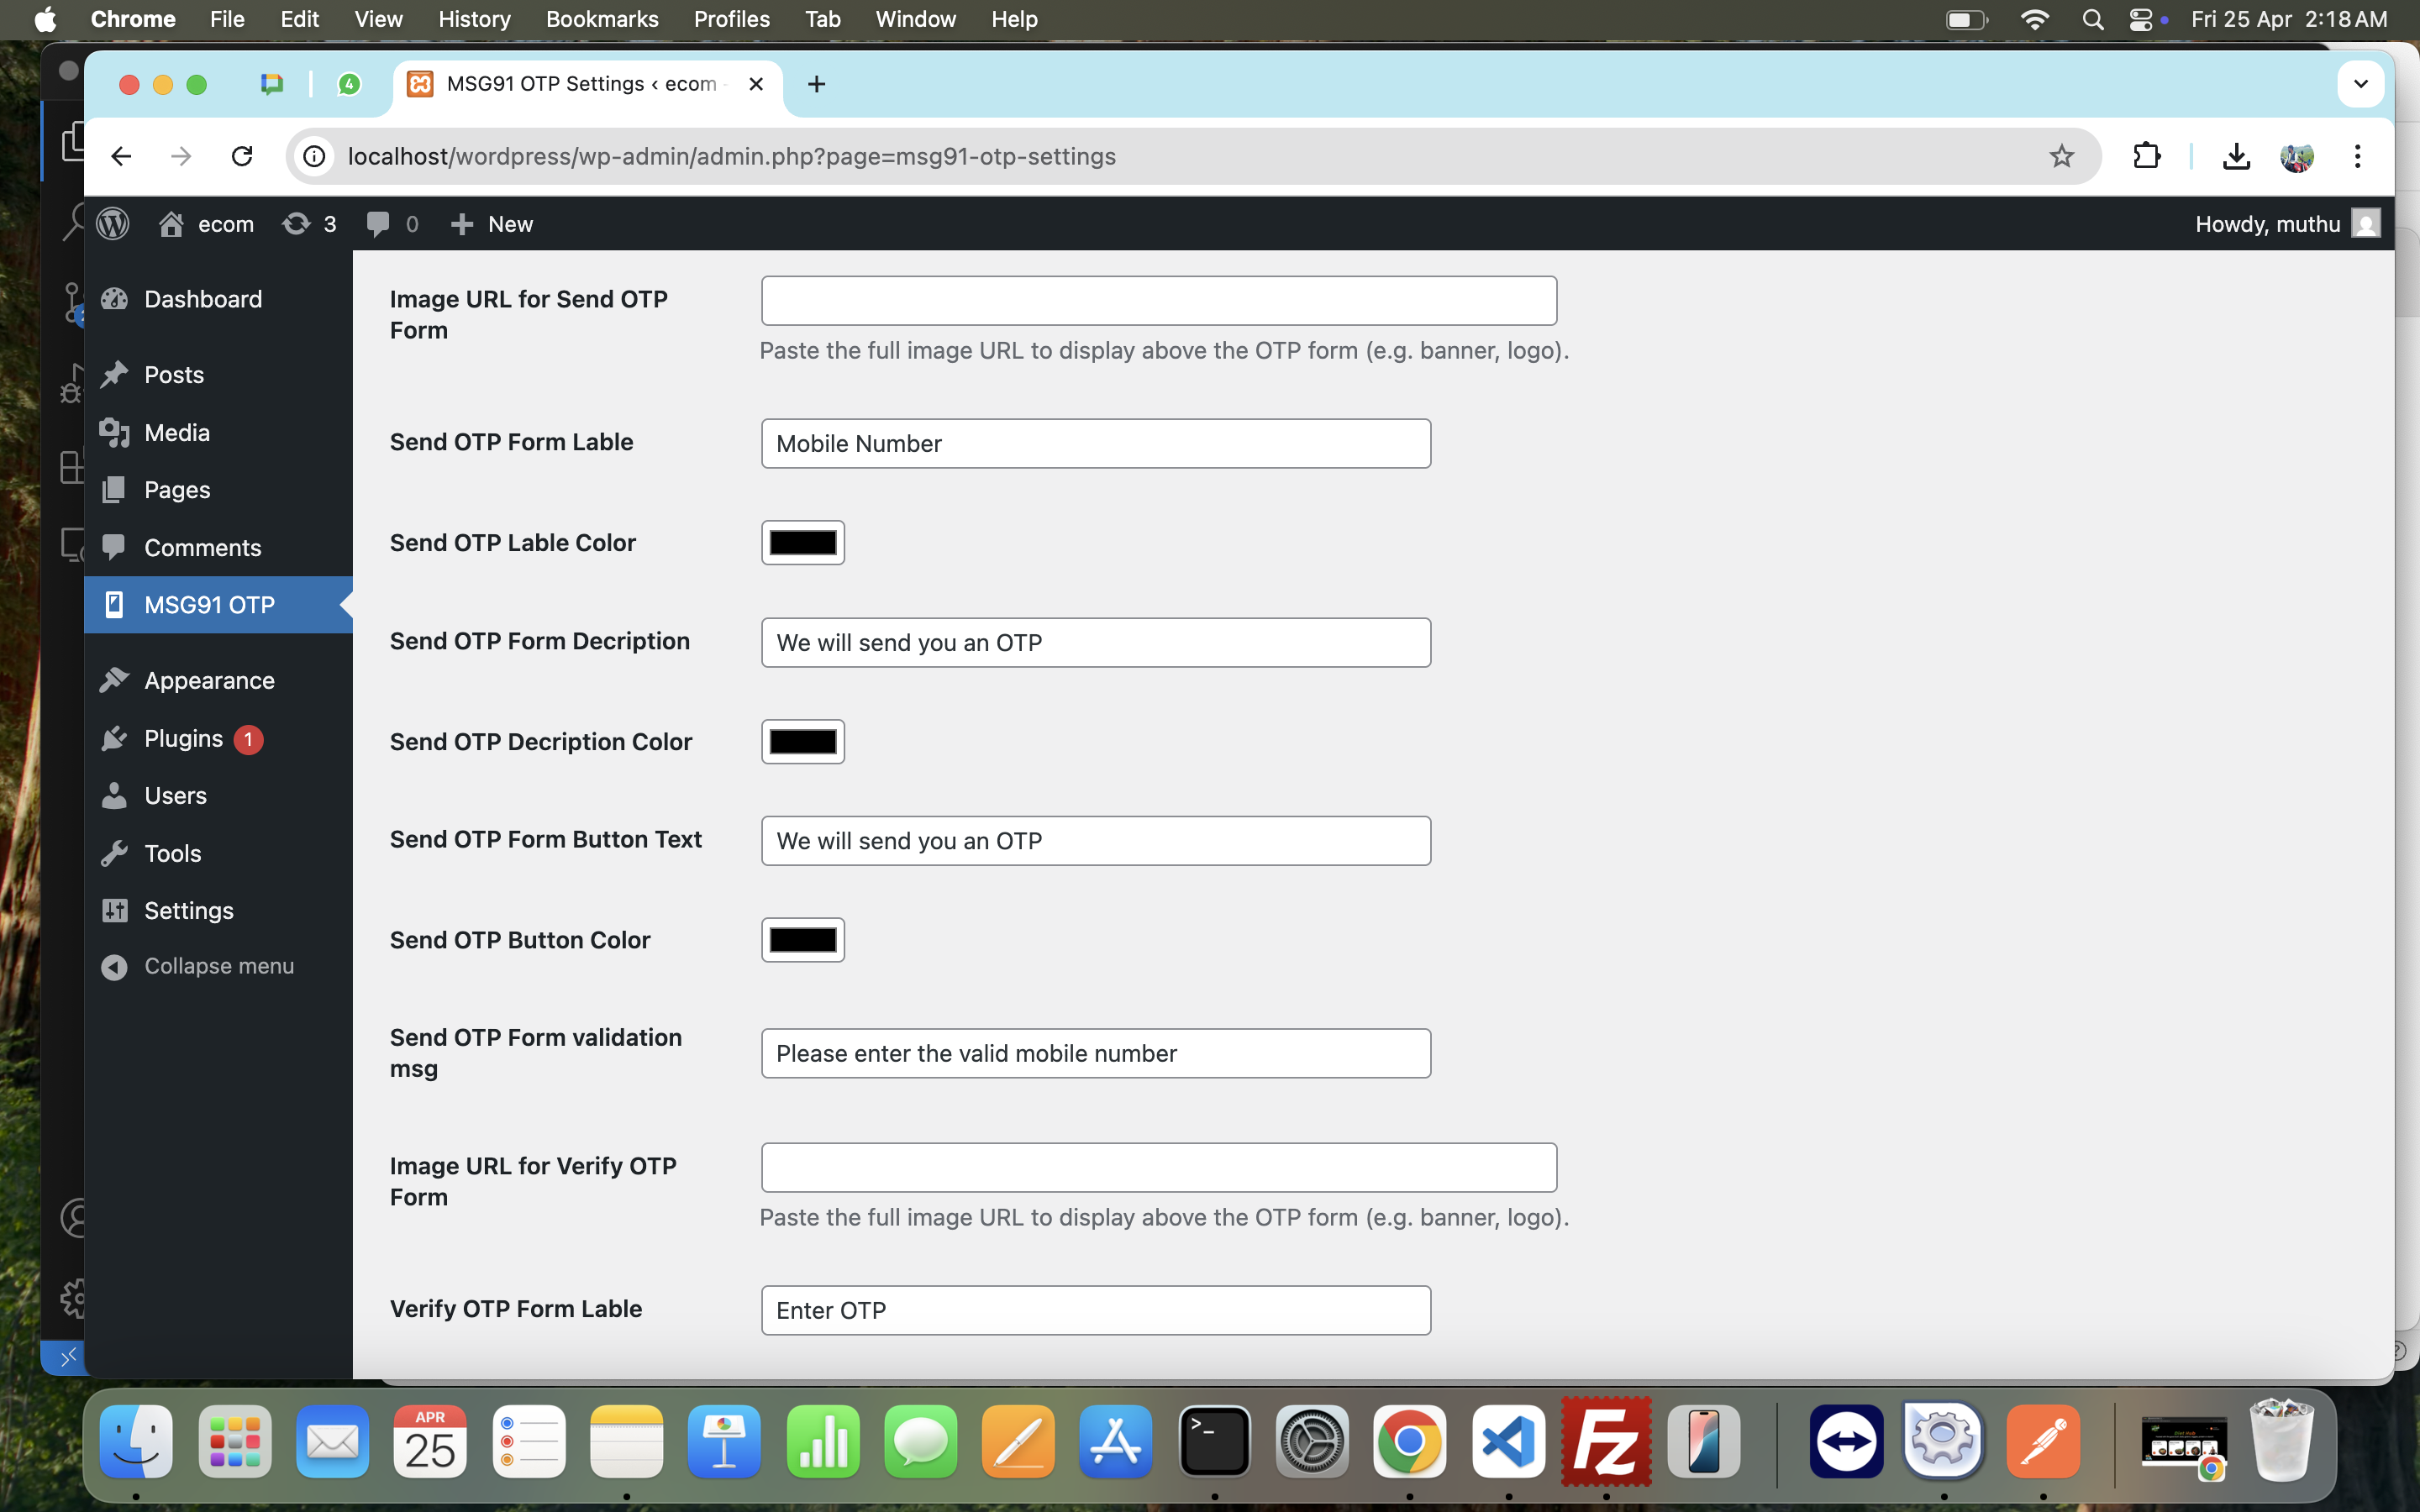 Chrome File Edit View History Bookmarks Profiles Tab Window Help Fri 25 Apr 2:18 AM
4 MSG91 OTP Settings ‹ ecom
localhost/wordpress/wp-admin/admin.php?page=msg91-otp-settings
ecom 3 0 New Howdy, muthu
Dashboard
Posts
Media
Pages
Comments
MSG91 OTP
Appearance
Plugins 1
Users
Tools
Settings
Collapse menu
Image URL for Send OTP
Form
Paste the full image URL to display above the OTP form (e.g. banner, logo).
Send OTP Form Lable Mobile Number
Send OTP Lable Color
Send OTP Form Decription We will send you an OTP
Send OTP Decription Color
Send OTP Form Button Text We will send you an OTP
Send OTP Button Color
Send OTP Form validation
msg
Please enter the valid mobile number
Image URL for Verify OTP
Form
Paste the full image URL to display above the OTP form (e.g. banner, logo).
Verify OTP Form Lable Enter OTP
APR
25
Fz